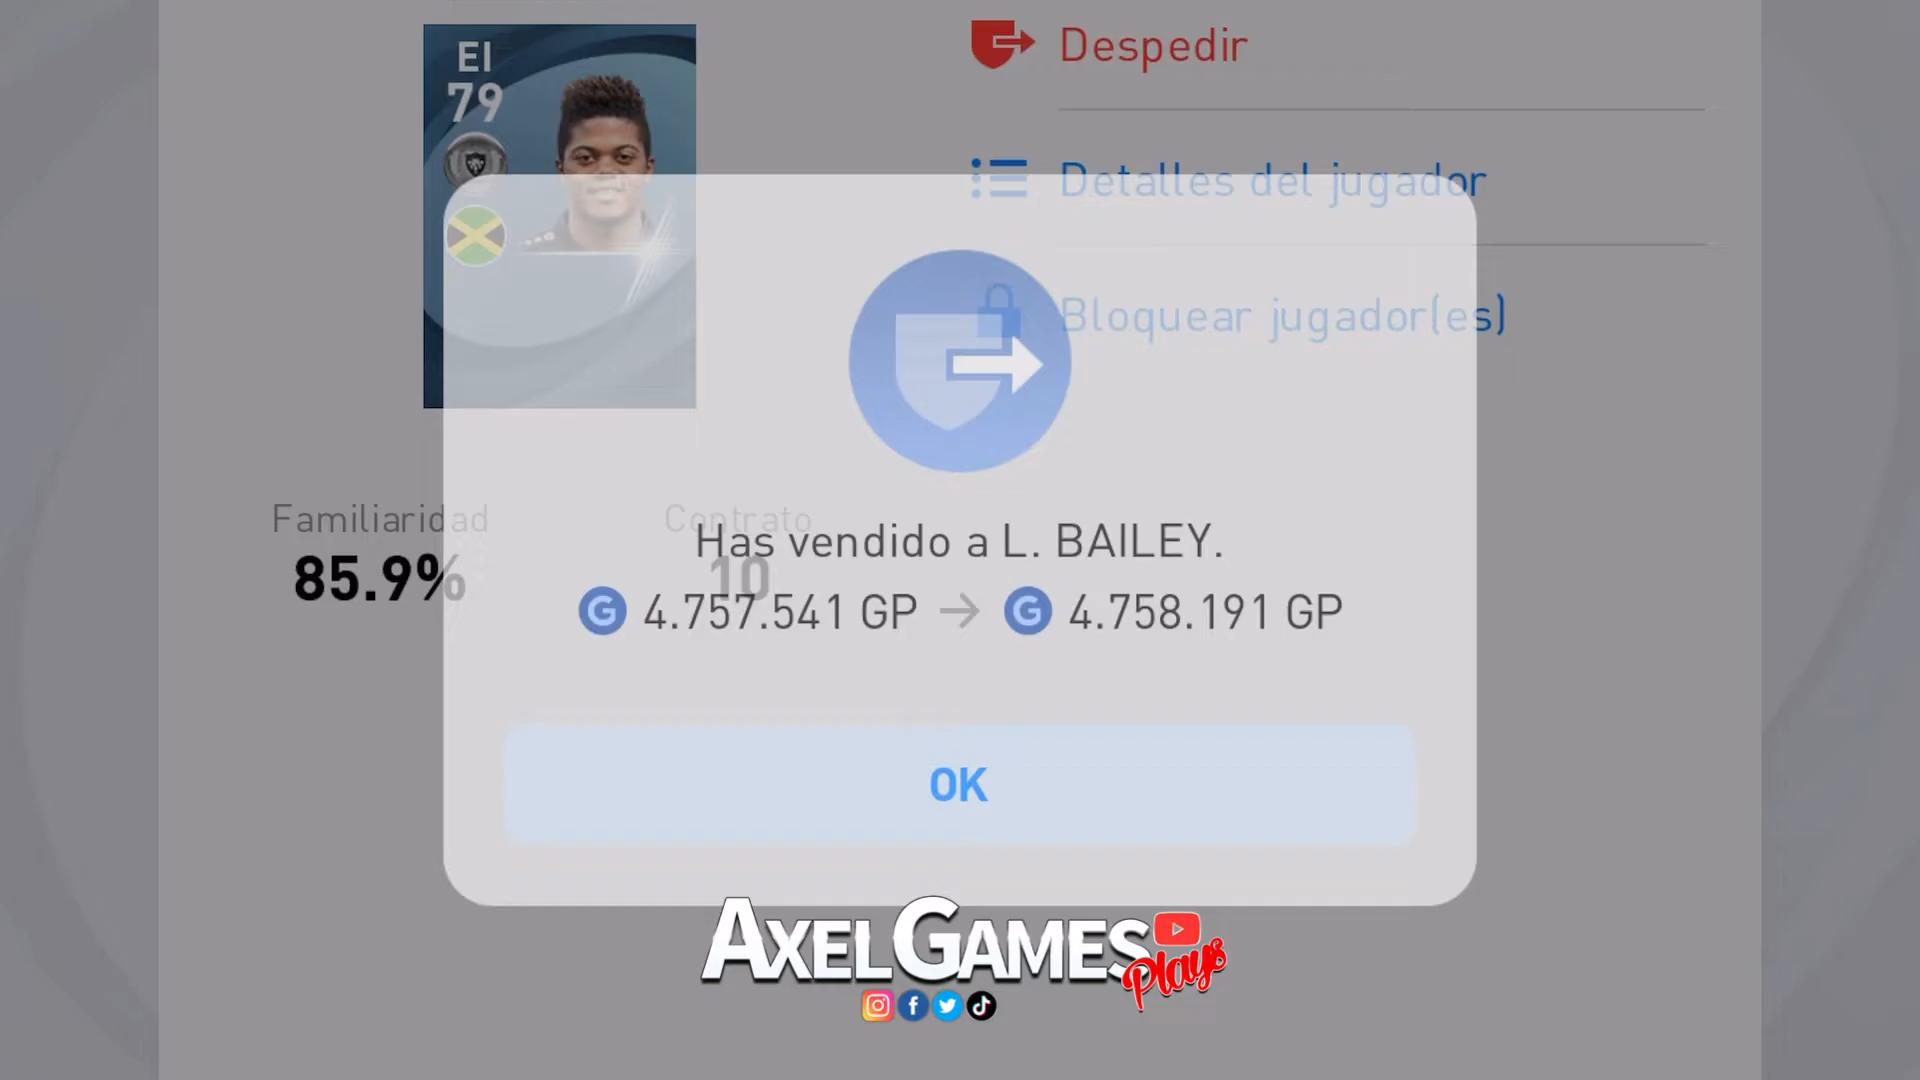 EI
79
Despedir
Detalles del jugador
Bloquear jugador(es)
Familiaridad
85.9%
Contrato
10
Has vendido a L. BAILEY.
G 4.757.541 GP → G 4.758.191 GP
OK
AXELGAMES
Plays